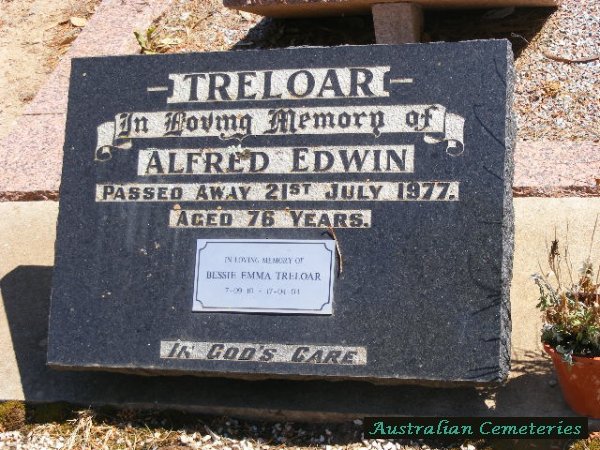 TRELOAR
In Loving Memory of
ALFRED EDWIN
PASSED AWAY 21ST JULY 1977.
AGED 76 YEARS.
IN LOVING MEMORY OF
BESSIE EMMA TRELOAR
IN GOD'S CARE
Australian Cemeteries